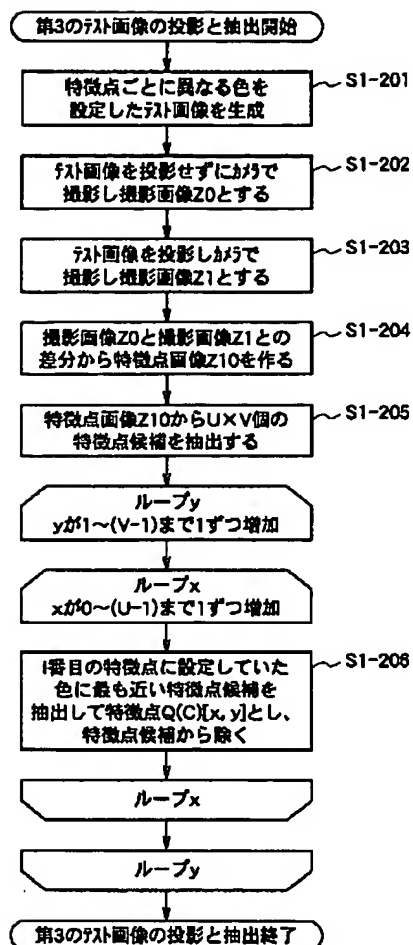 第3のテスト画像の投影と抽出開始
特徴点ごとに異なる色を
設定したテスト画像を生成
S1-201
テスト画像を投影せずにカメラで
撮影し撮影画像Z0とする
S1-202
テスト画像を投影しカメラで
撮影し撮影画像Z1とする
S1-203
撮影画像Z0と撮影画像Z1との
差分から特徴点画像Z10を作る
S1-204
特徴点画像Z10からU×V個の
特徴点候補を抽出する
S1-205
ループy
yが1~(V-1)まで1ずつ増加
ループx
xが0~(U-1)まで1ずつ増加
I番目の特徴点に設定していた
色に最も近い特徴点候補を
抽出して特徴点Q(C)[x, y]とし、
特徴点候補から除く
S1-206
ループx
ループy
第3のテスト画像の投影と抽出終了